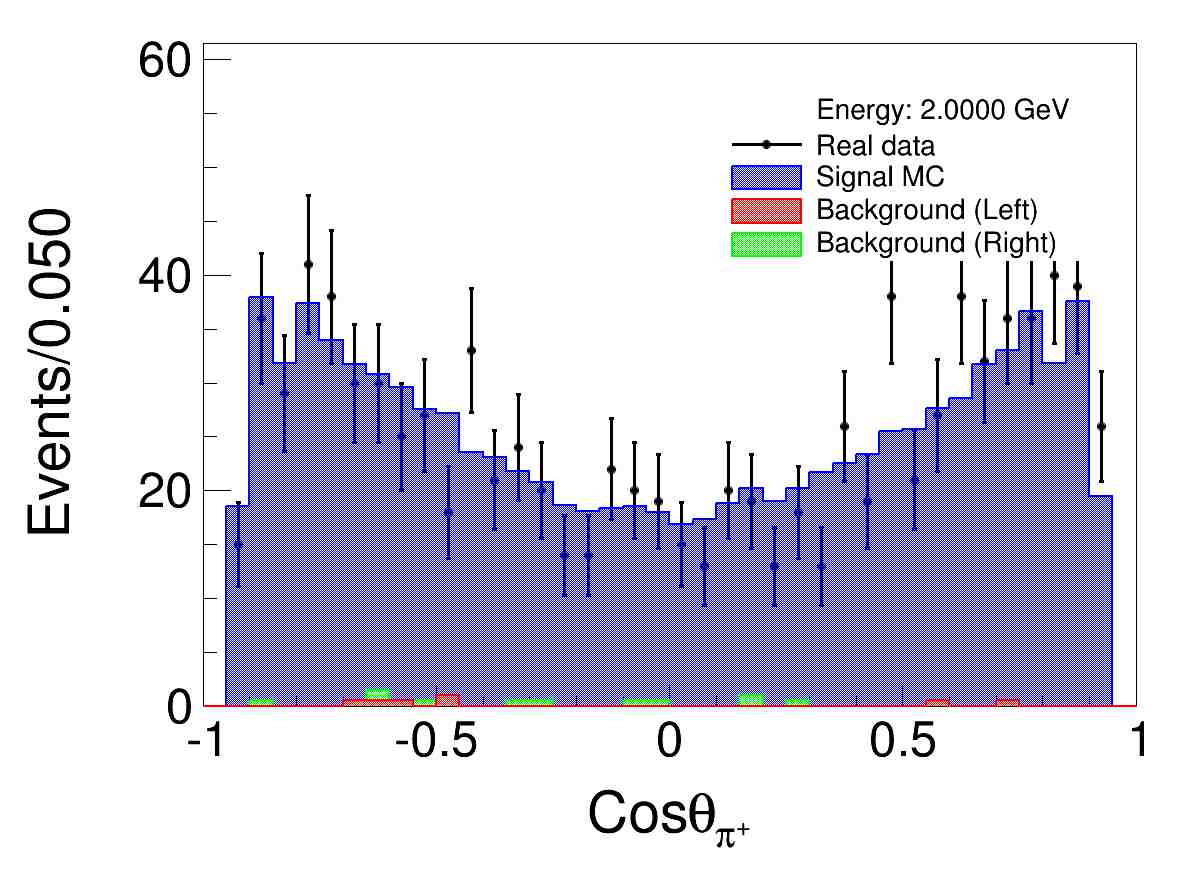 60
40
20
0
Events/0.050
Energy: 2.0000 GeV
Real data
Signal MC
Background (Left)
Background (Right)
-1 -0.5 0 0.5 1
Cosθπ+